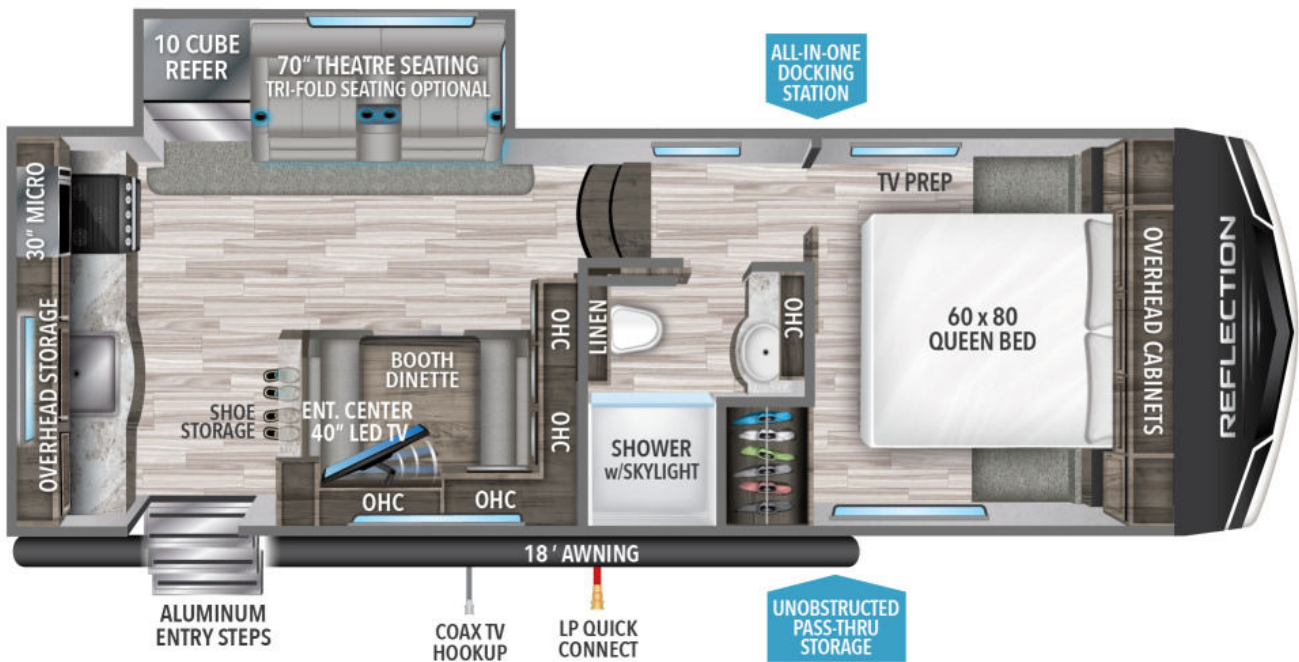 10 CUBE
REFER
70" THEATRE SEATING
TRI-FOLD SEATING OPTIONAL
ALL-IN-ONE
DOCKING
STATION
30" MICRO
OVERHEAD STORAGE
TV PREP
60 x 80
QUEEN BED
OVERHEAD CABINETS
REFLECTION
LINEN
OHC
OHC
OHC
BOOTH
DINETTE
SHOE
STORAGE
ENT. CENTER
40" LED TV
OHC
OHC
SHOWER
w/SKYLIGHT
18 ' AWNING
ALUMINUM
ENTRY STEPS
COAX TV
HOOKUP
LP QUICK
CONNECT
UNOBSTRUCTED
PASS-THRU
STORAGE